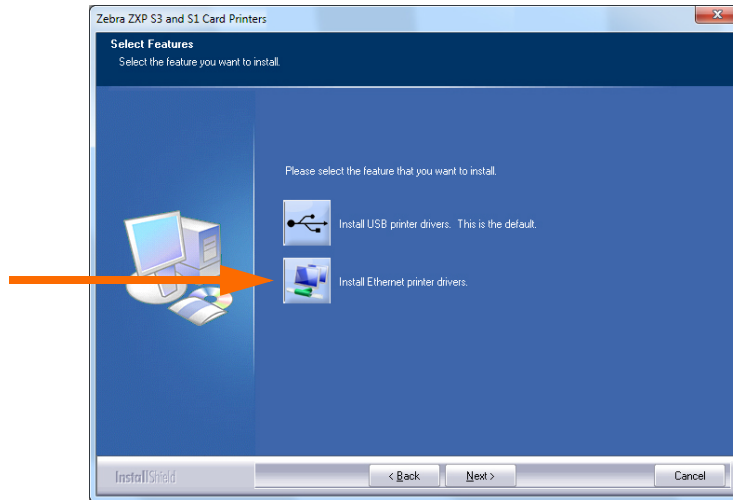 Zebra ZXP S3 and S1 Card Printers
Select Features
Select the feature you want to install.
Please select the feature that you want to install.
Install USB printer drivers. This is the default.
Install Ethernet printer drivers.
InstallShield
< Back Next > Cancel